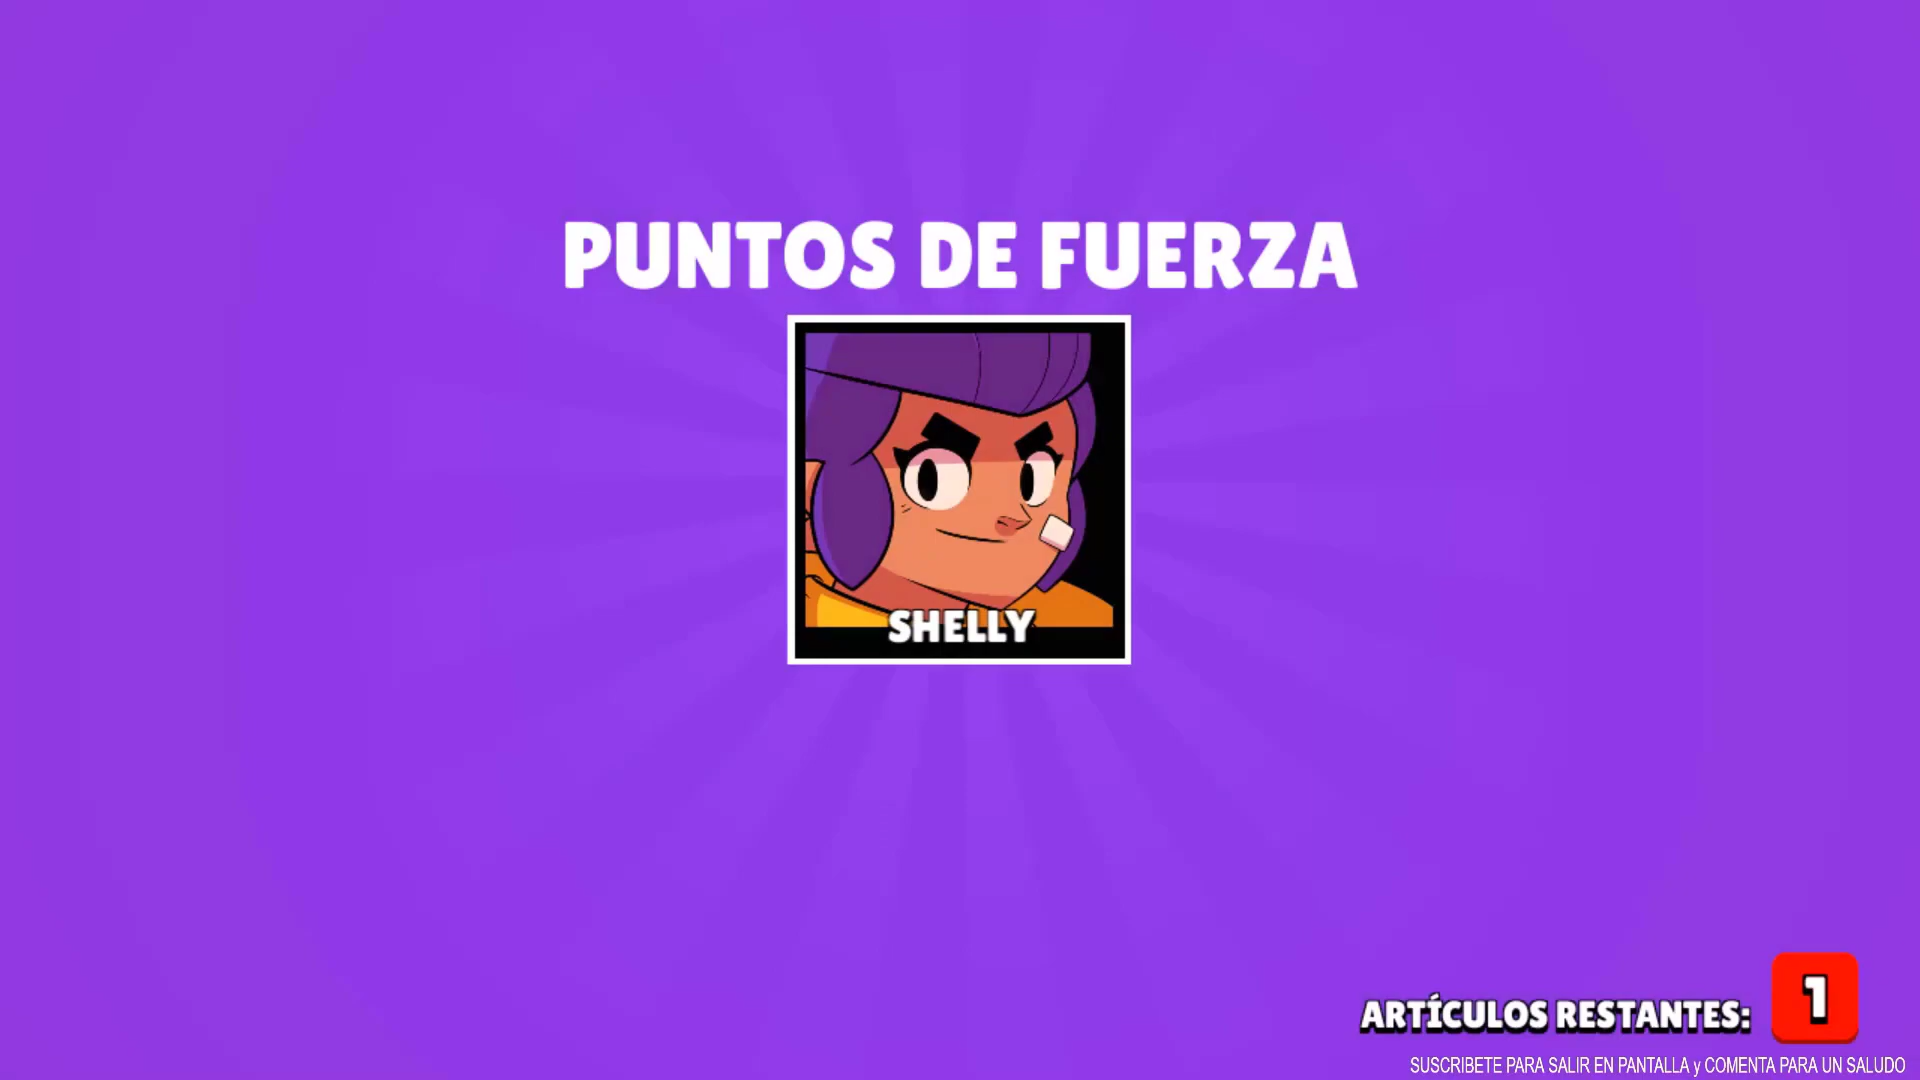 PUNTOS DE FUERZA
SHELLY
ARTÍCULOS RESTANTES: 1
SUSCRIBETE PARA SALIR EN PANTALLA y COMENTA PARA UN SALUDO